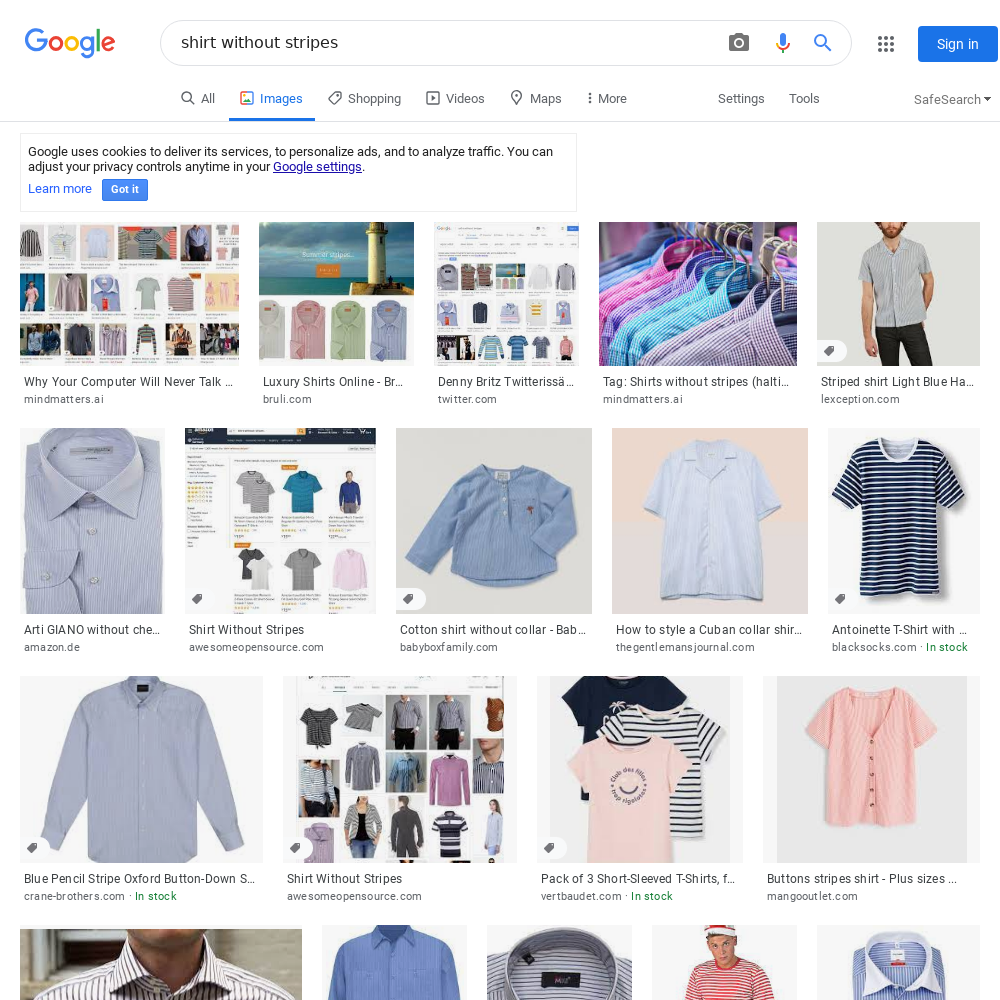 Google
shirt without stripes
Sign in
All
Images
Shopping
Videos
Maps
More
Settings
Tools
SafeSearch
Google uses cookies to deliver its services, to personalize ads, and to analyze traffic. You can
adjust your privacy controls anytime in your Google settings.
Learn more
Got it
Summer stripes
Why Your Computer Will Never Talk ...
mindmatters.ai
Luxury Shirts Online - Br...
bruli.com
Denny Britz Twitterissä...
twitter.com
Tag: Shirts without stripes (halti...
mindmatters.ai
Striped shirt Light Blue Ha...
lexception.com
Arti GIANO without che...
amazon.de
Shirt Without Stripes
awesomeopensource.com
Cotton shirt without collar - Bab...
babyboxfamily.com
How to style a Cuban collar shir...
thegentlemansjournal.com
Antoinette T-Shirt with ...
blacksocks.com · In stock
Club des filles
trop rigolotes
Blue Pencil Stripe Oxford Button-Down S...
crane-brothers.com · In stock
Shirt Without Stripes
awesomeopensource.com
Pack of 3 Short-Sleeved T-Shirts, f...
vertbaudet.com · In stock
Buttons stripes shirt - Plus sizes ...
mangooutlet.com